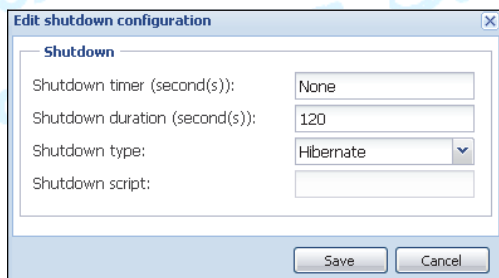 Edit shutdown configuration
Shutdown
Shutdown timer (second(s)): None
Shutdown duration (second(s)): 120
Shutdown type: Hibernate
Shutdown script:
Save Cancel